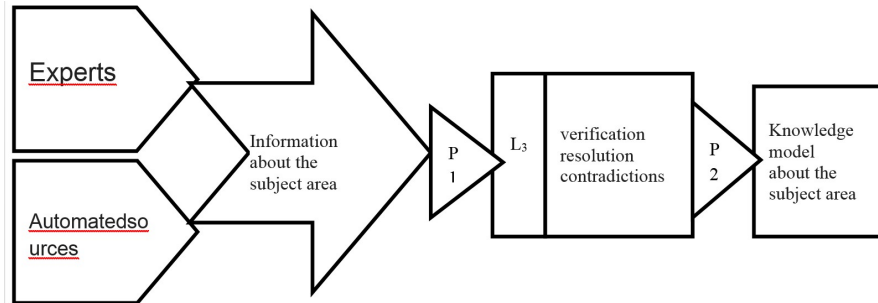 Experts
Automatedso
urces
Information
about the
subject area
P
1
L₃
verification
resolution
contradictions
P
2
Knowledge
model
about the
subject area